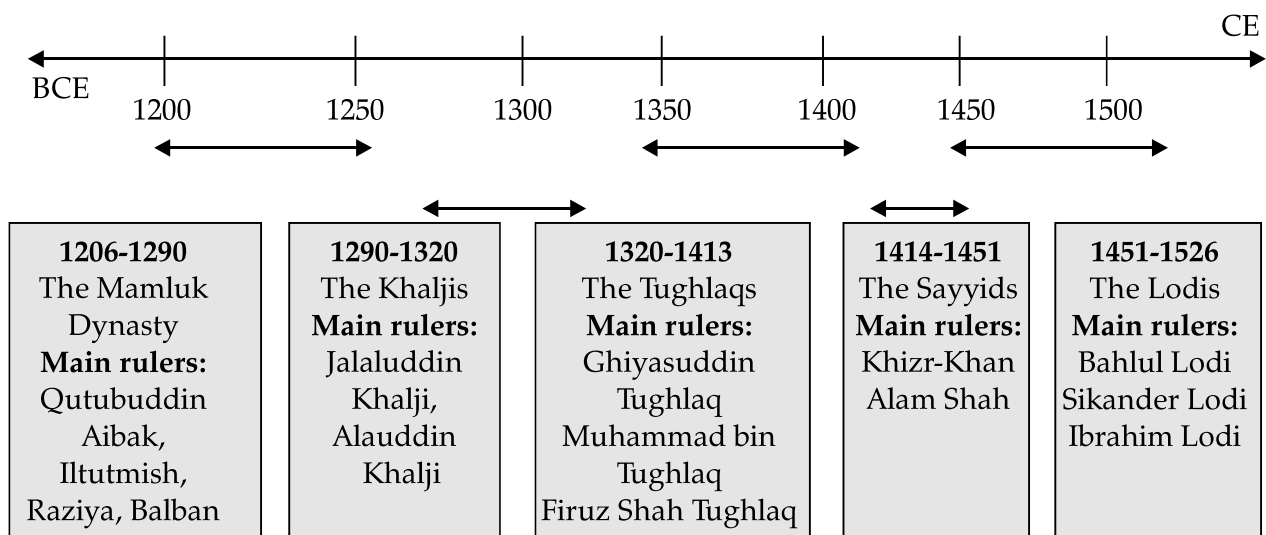 CE
BCE
1200 1250 1300 1350 1400 1450 1500
1206-1290
The Mamluk
Dynasty
Main rulers:
Qutubuddin
Aibak,
Iltutmish,
Raziya, Balban
1290-1320
The Khaljis
Main rulers:
Jalaluddin
Khalji,
Alauddin
Khalji
1320-1413
The Tughlaqs
Main rulers:
Ghiyasuddin
Tughlaq
Muhammad bin
Tughlaq
Firuz Shah Tughlaq
1414-1451
The Sayyids
Main rulers:
Khizr-Khan
Alam Shah
1451-1526
The Lodis
Main rulers:
Bahlul Lodi
Sikander Lodi
Ibrahim Lodi